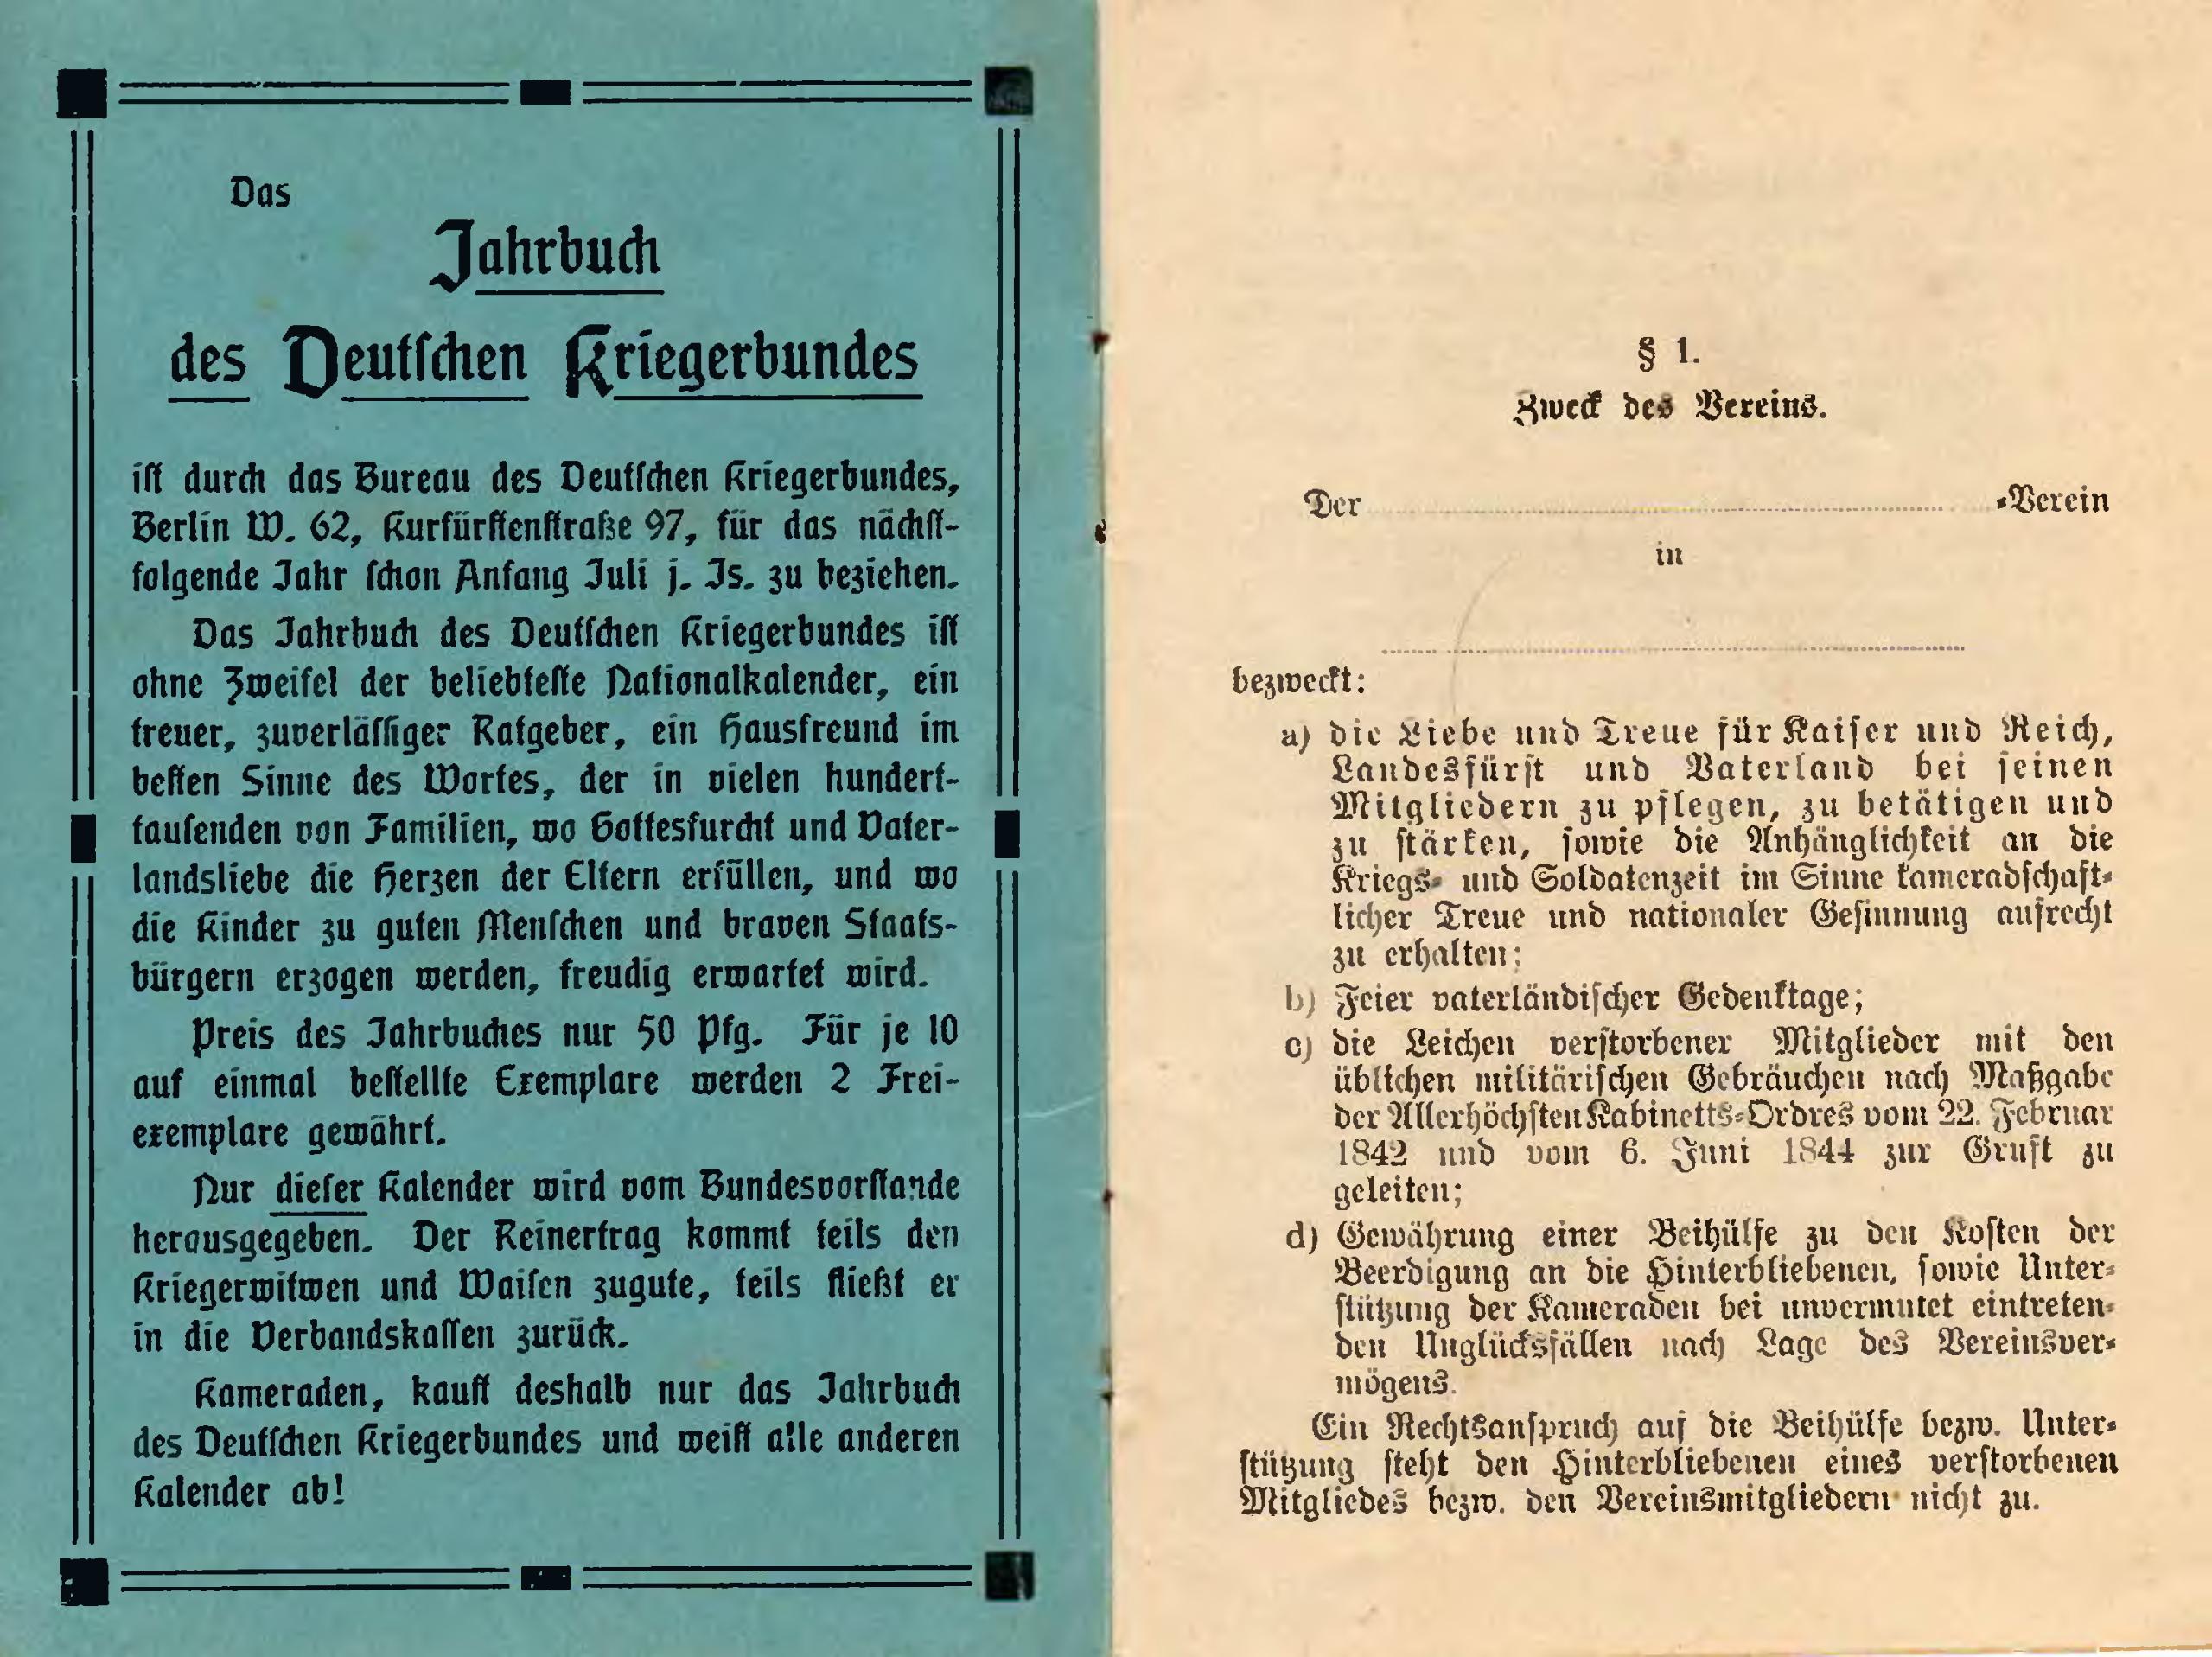 Das
Jahrbuch
des Deutschen Kriegerbundes
ist durch das Bureau des Deutschen Kriegerbundes,
Berlin W. 62, Kurfürstenstraße 97, für das nächst-
folgende Jahr schon Anfang Juli j. Js. zu beziehen.
Das Jahrbuch des Deutschen Kriegerbundes ist
ohne Zweifel der beliebteste Nationalkalender, ein
treuer, zuverlässiger Ratgeber, ein Hausfreund im
besten Sinne des Wortes, der in vielen hundert-
tausenden von Familien, wo Gottesfurcht und Vater-
landsliebe die Herzen der Eltern erfüllen, und wo
die Kinder zu guten Menschen und braven Staats-
bürgern erzogen werden, freudig erwartet wird.
Preis des Jahrbuches nur 50 Pfg. Für je 10
auf einmal bestellte Exemplare werden 2 Frei-
exemplare gewährt.
Nur dieser Kalender wird vom Bundesvorstande
herausgegeben. Der Reinertrag kommt teils den
Kriegerwitwen und Waisen zugute, teils fließt er
in die Verbandskassen zurück.
Kameraden, kauft deshalb nur das Jahrbuch
des Deutschen Kriegerbundes und weist alle anderen
Kalender ab!
§ 1.
Zweck des Vereins.
Der ........ -Verein
in
........
bezweckt:
a) die Liebe und Treue für Kaiser und Reich,
Landesfürst und Vaterland bei seinen
Mitgliedern zu pflegen, zu betätigen und
zu stärken, sowie die Anhänglichkeit an die
Kriegs- und Soldatenzeit im Sinne kameradschaft-
licher Treue und nationaler Gesinnung aufrecht
zu erhalten;
b) Feier vaterländischer Gedenktage;
c) die Leichen verstorbener Mitglieder mit den
üblichen militärischen Gebräuchen nach Maßgabe
der Allerhöchsten Kabinetts-Ordres vom 22. Februar
1842 und vom 6. Juni 1844 zur Gruft zu
geleiten;
d) Gewährung einer Beihülfe zu den Kosten der
Beerdigung an die Hinterbliebenen, sowie Unter-
stützung der Kameraden bei unvermutet eintreten-
den Unglücksfällen nach Lage des Vereinsver-
mögens.
Ein Rechtsanspruch auf die Beihülfe bezw. Unter-
stützung steht den Hinterbliebenen eines verstorbenen
Mitgliedes bezw. den Vereinsmitgliedern nicht zu.